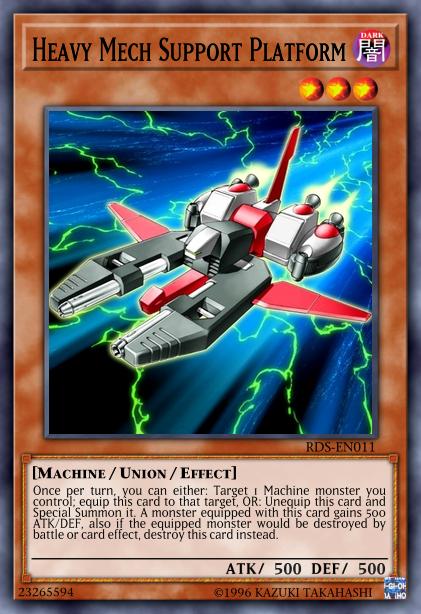 HEAVY MECH SUPPORT PLATFORM
DARK
闇
RDS-EN011
[MACHINE / UNION / EFFECT]
Once per turn, you can either: Target 1 Machine monster you
control; equip this card to that target, OR: Unequip this card and
Special Summon it. A monster equipped with this card gains 500
ATK/DEF, also if the equipped monster would be destroyed by
battle or card effect, destroy this card instead.
ATK/ 500 DEF/ 500
23265594
©1996 KAZUKI TAKAHASHI